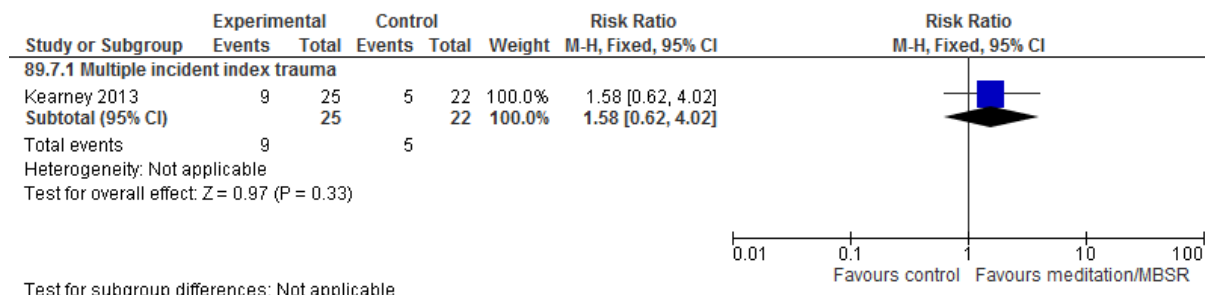 Experimental Control Risk Ratio Risk Ratio
Study or Subgroup Events Total Events Total Weight M-H, Fixed, 95% CI M-H, Fixed, 95% CI
89.7.1 Multiple incident index trauma
Kearney 2013 9 25 5 22 100.0% 1.58 [0.62, 4.02]
Subtotal (95% CI) 25 22 100.0% 1.58 [0.62, 4.02]
Total events 9 5
Heterogeneity: Not applicable
Test for overall effect: Z = 0.97 (P = 0.33)
0.01 0.1 1 10 100
Favours control Favours meditation/MBSR
Test for subgroup differences: Not applicable